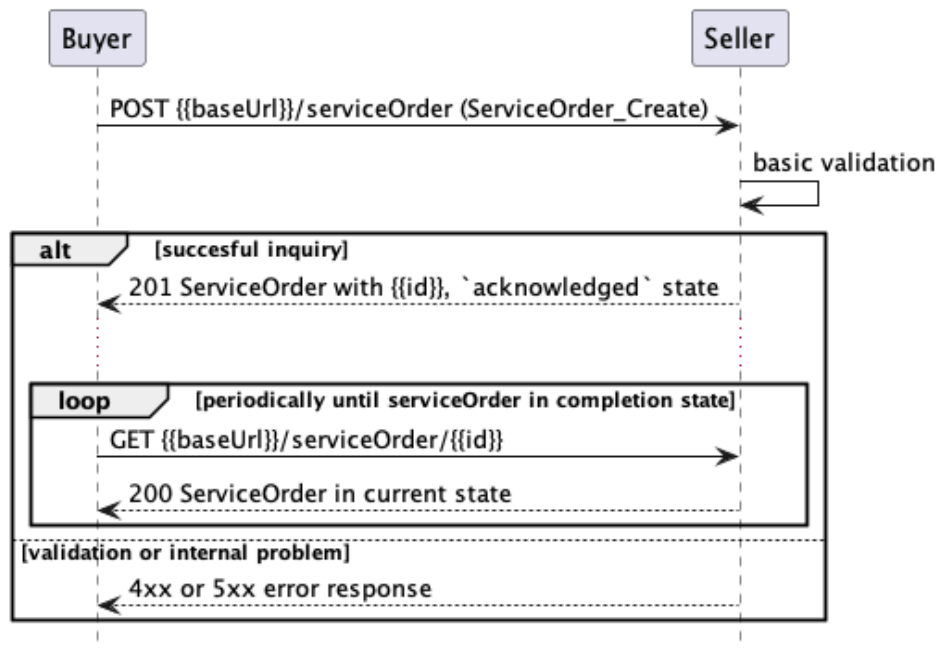 Buyer
Seller
POST {{baseUrl}}/serviceOrder (ServiceOrder_Create)
basic validation
alt
[succesful inquiry]
201 ServiceOrder with {{id}}, `acknowledged` state
loop
[periodically until serviceOrder in completion state]
GET {{baseUrl}}/serviceOrder/{{id}}
200 ServiceOrder in current state
[validation or internal problem]
4xx or 5xx error response